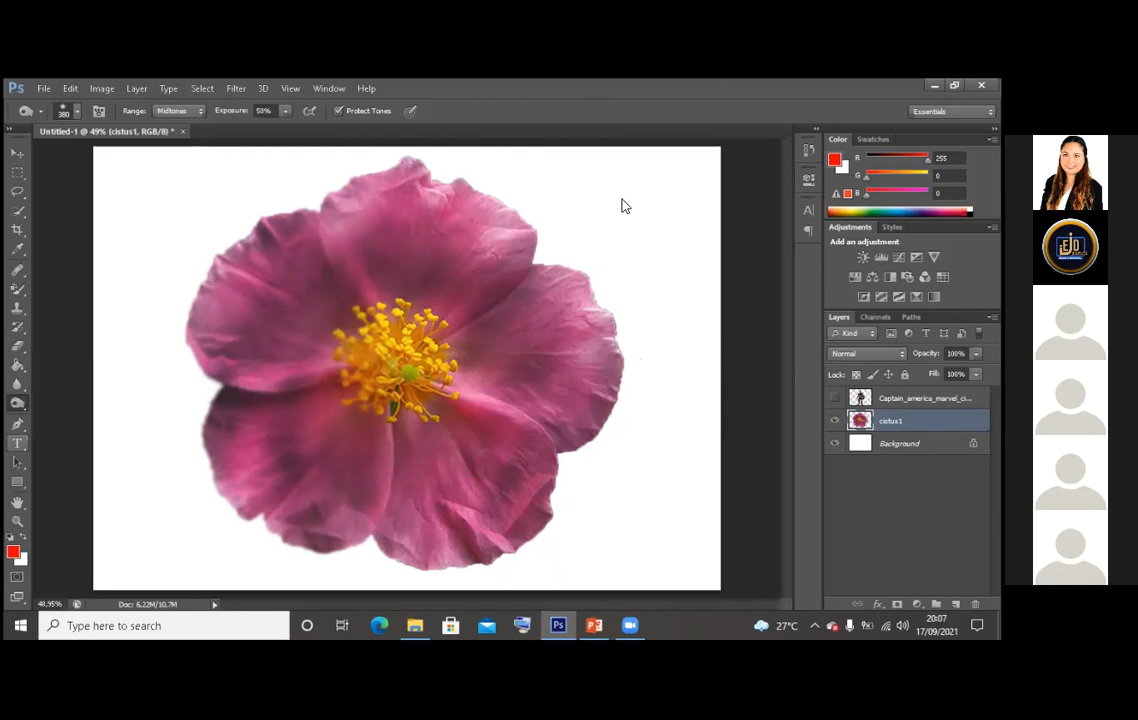 Ps File Edit Image Layer Type Select Filter 3D View Window Help
380 Range: Midtones Exposure: 50% Protect Tones Essentials
Untitled-1 @ 49% (cistus1, RGB/8) * ×
Color Swatches
R 255
G 0
B 0
Adjustments Styles
Add an adjustment
Layers Channels Paths
Kind
Normal Opacity: 100%
Lock: Fill: 100%
Captain_america_marvel_ci...
cistus1
Background
48,95% Doc: 6,22M/10,7M
Type here to search
Ps
27°C
20:07
17/09/2021